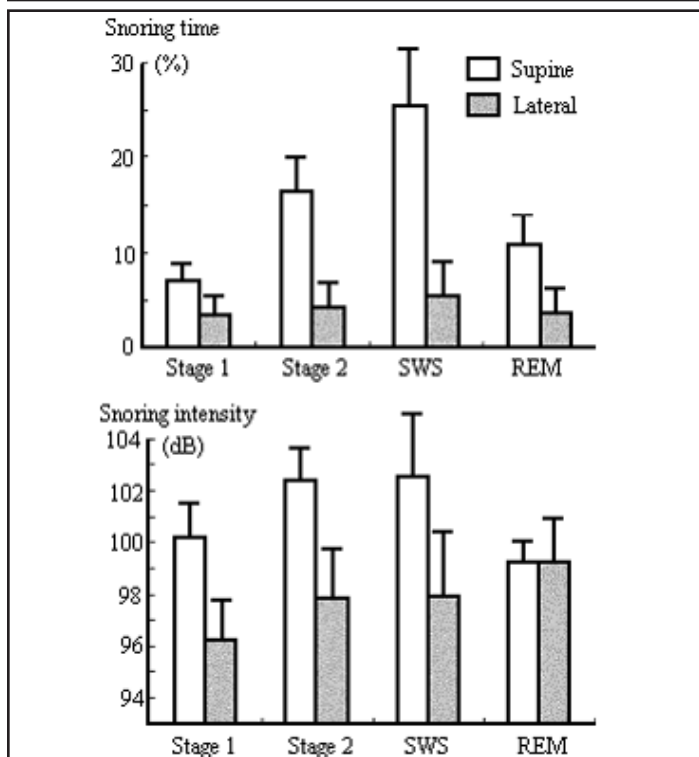 Snoring time
(%)
30
20
10
0
Supine
Lateral
Stage 1 Stage 2 SWS REM
Snoring intensity
(dB)
104
102
100
98
96
94
Stage 1 Stage 2 SWS REM